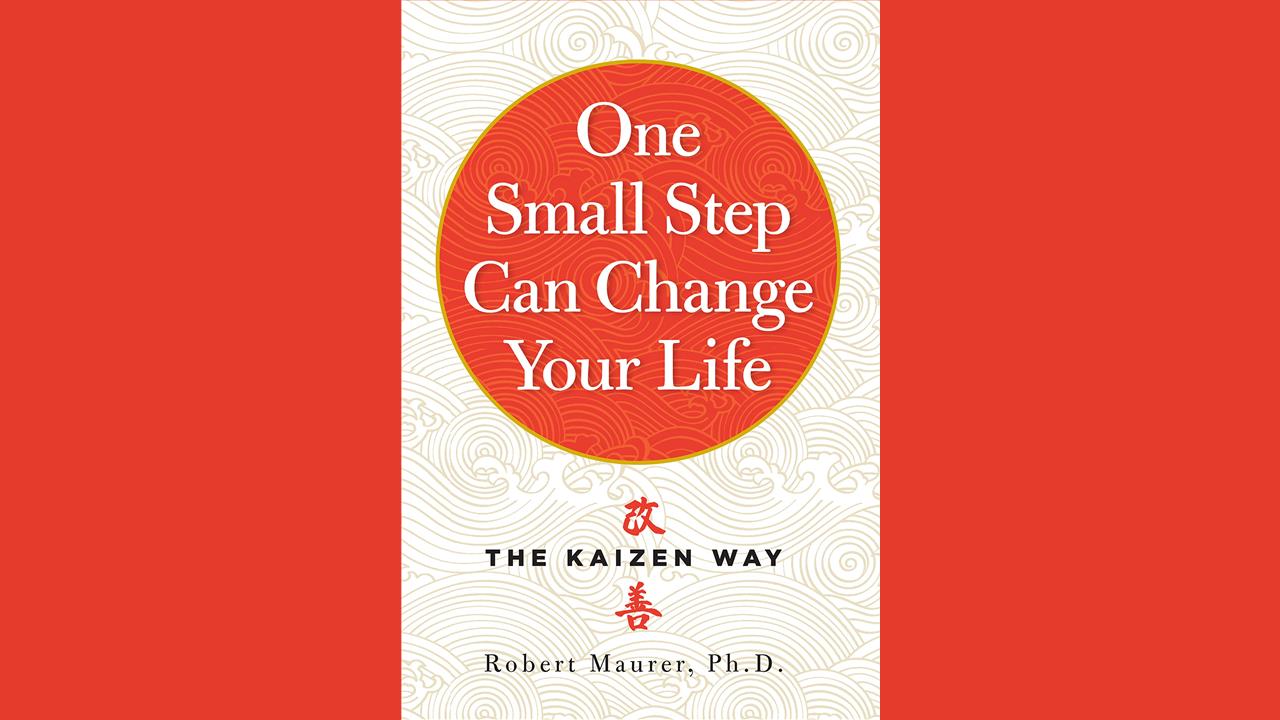 One
Small Step
Can Change
Your Life
改
THE KAIZEN WAY
善
Robert Maurer, Ph.D.